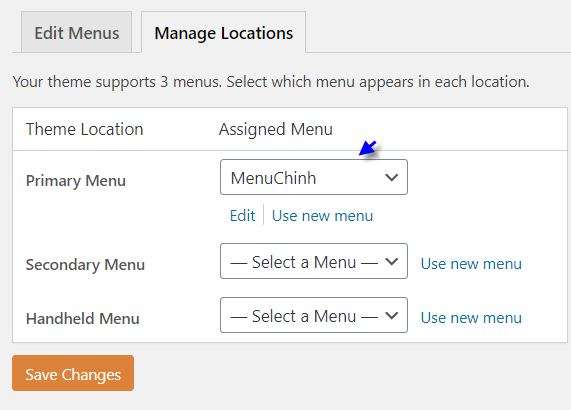 Edit Menus
Manage Locations
Your theme supports 3 menus. Select which menu appears in each location.
Theme Location Assigned Menu
Primary Menu MenuChinh
Edit Use new menu
Secondary Menu — Select a Menu — Use new menu
Handheld Menu — Select a Menu — Use new menu
Save Changes